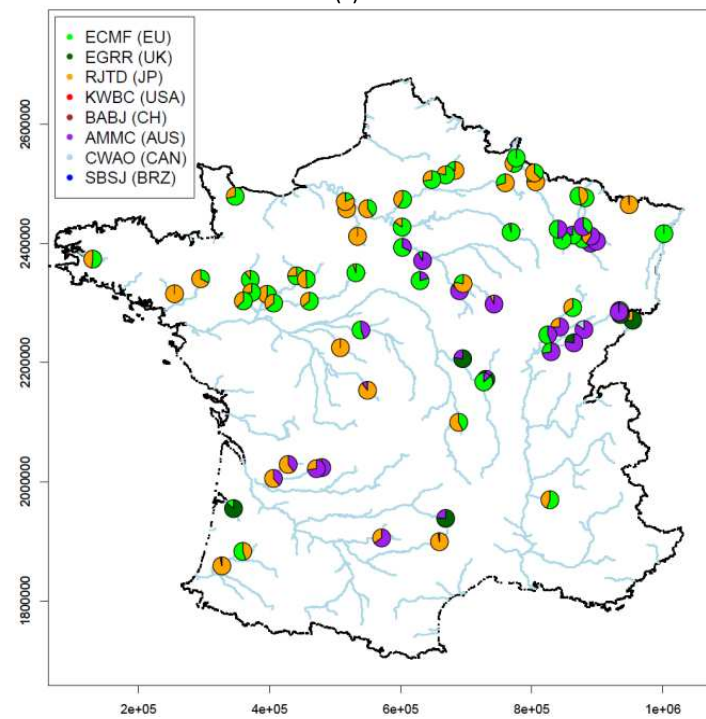 ECMF (EU)
EGRR (UK)
RJTD (JP)
KWBC (USA)
BABJ (CH)
AMMC (AUS)
CWAO (CAN)
SBSJ (BRZ)
2600000
2400000
2200000
2000000
1800000
2e+05 4e+05 6e+05 8e+05 1e+06